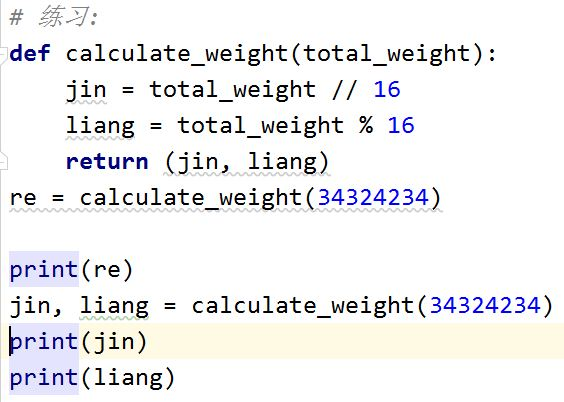 # 练习:
def calculate_weight(total_weight):
    jin = total_weight // 16
    liang = total_weight % 16
    return (jin, liang)
re = calculate_weight(34324234)

print(re)
jin, liang = calculate_weight(34324234)
print(jin)
print(liang)